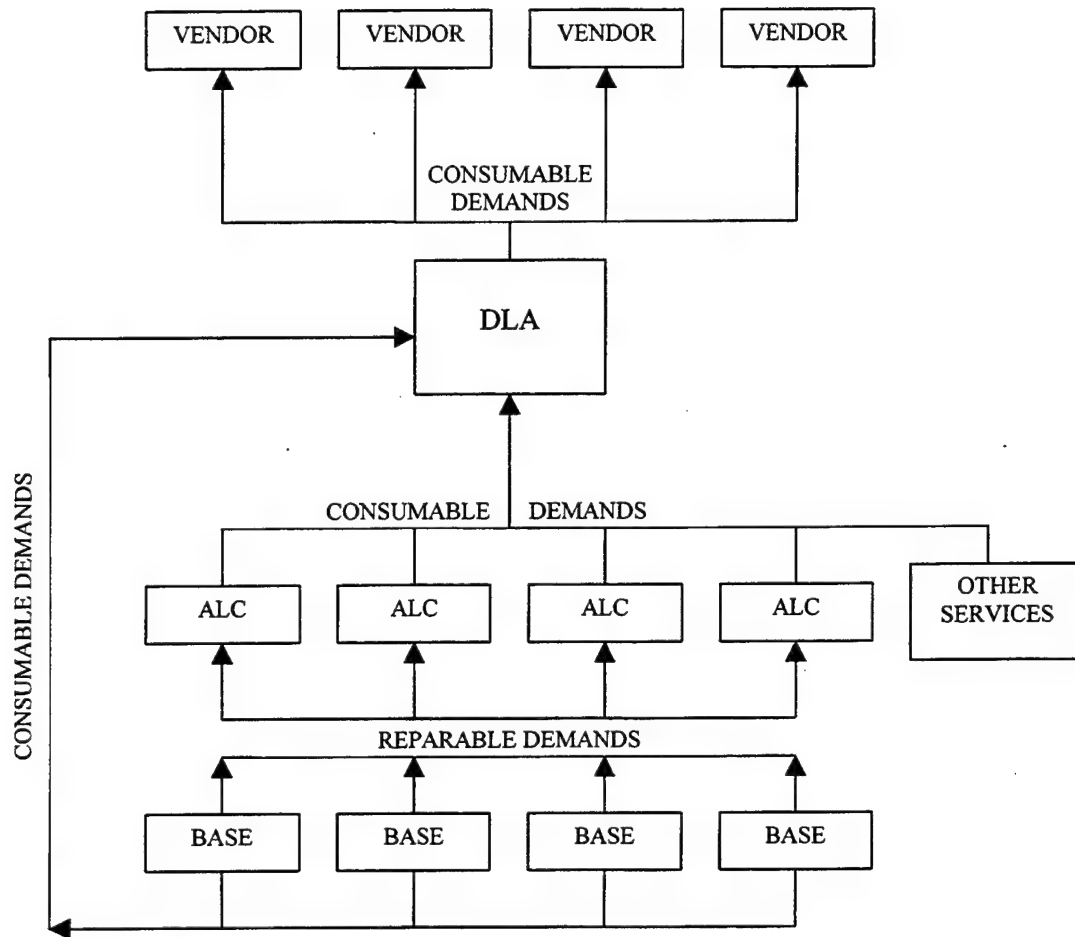 VENDOR
VENDOR
VENDOR
VENDOR
CONSUMABLE
DEMANDS
DLA
CONSUMABLE DEMANDS
CONSUMABLE DEMANDS
ALC
ALC
ALC
ALC
OTHER
SERVICES
REPARABLE DEMANDS
BASE
BASE
BASE
BASE